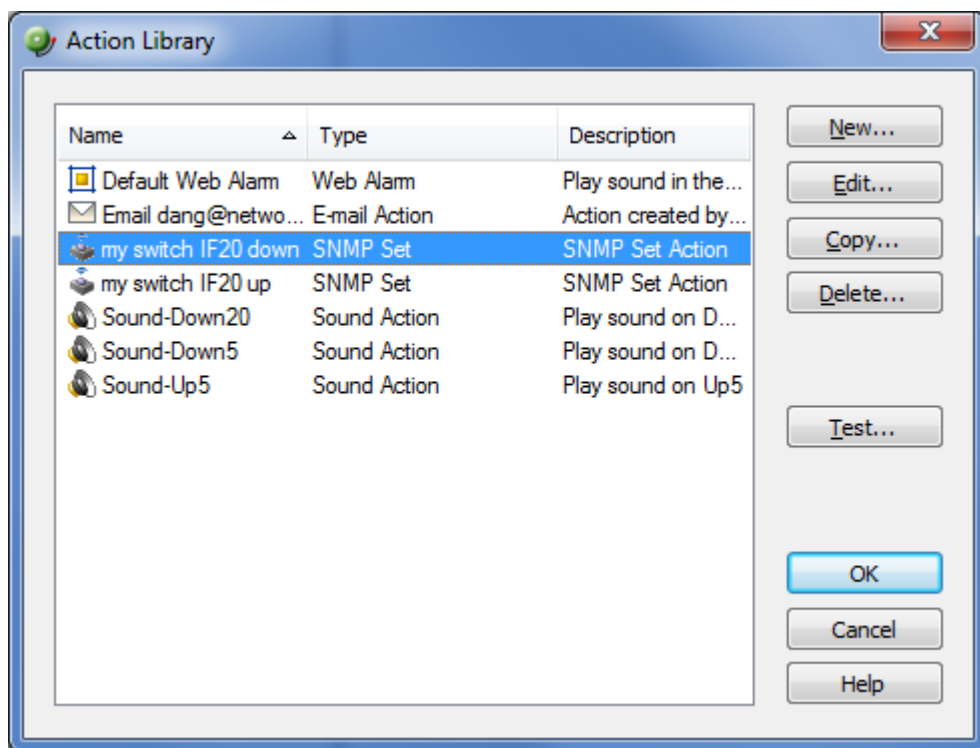 Action Library
Name Type Description
Default Web Alarm Web Alarm Play sound in the...
Email dang@netwo... E-mail Action Action created by...
my switch IF20 down SNMP Set SNMP Set Action
my switch IF20 up SNMP Set SNMP Set Action
Sound-Down20 Sound Action Play sound on D...
Sound-Down5 Sound Action Play sound on D...
Sound-Up5 Sound Action Play sound on Up5
New...
Edit...
Copy...
Delete...
Test...
OK
Cancel
Help